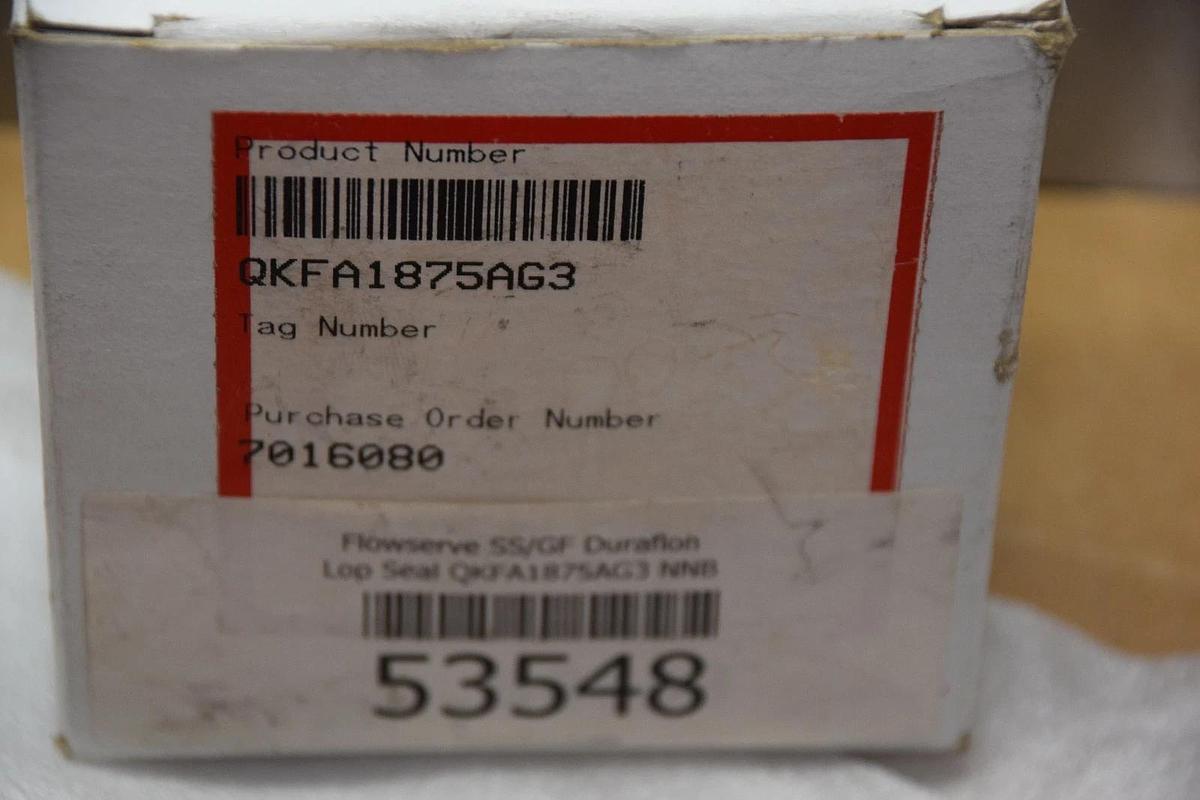 Product Number
QKFA1875AG3
Tag Number
Purchase Order Number
7016080
Flowserve SS/GF Duraflon
Lop Seal QKFA1875AG3 NNB
53548